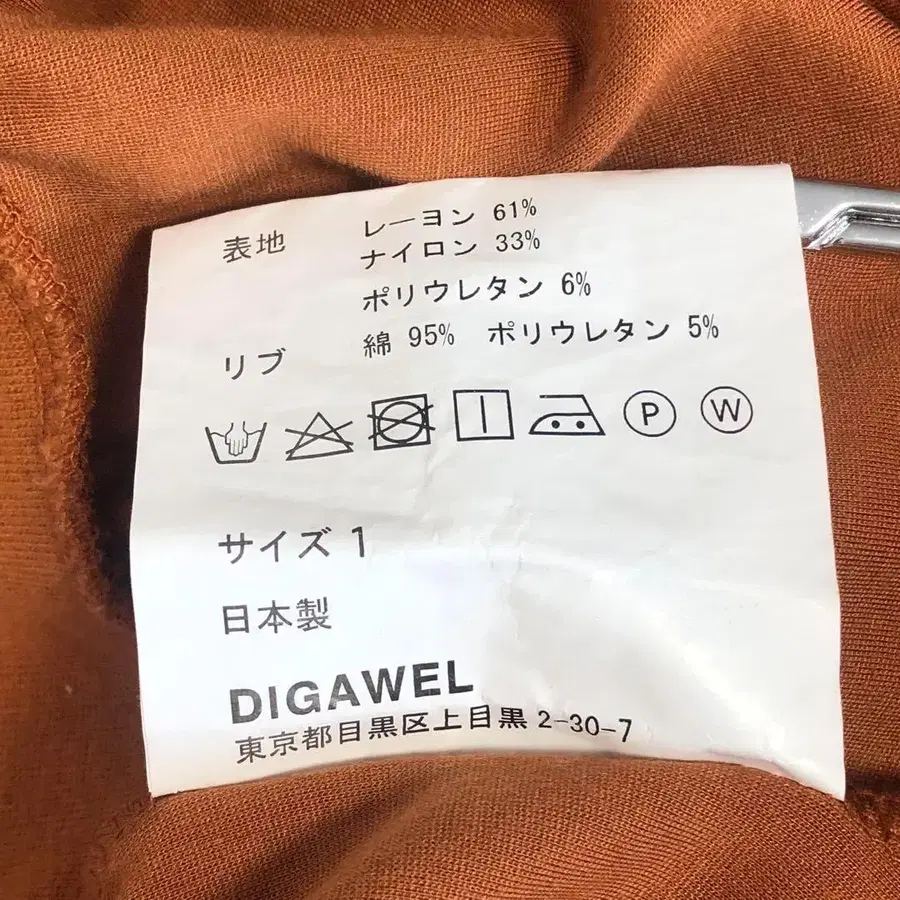 表地 レーヨン 61%
ナイロン 33%
ポリウレタン 6%
リブ 綿 95% ポリウレタン 5%
P W
サイズ 1
日本製
DIGAWEL
東京都目黒区上目黒 2-30-7